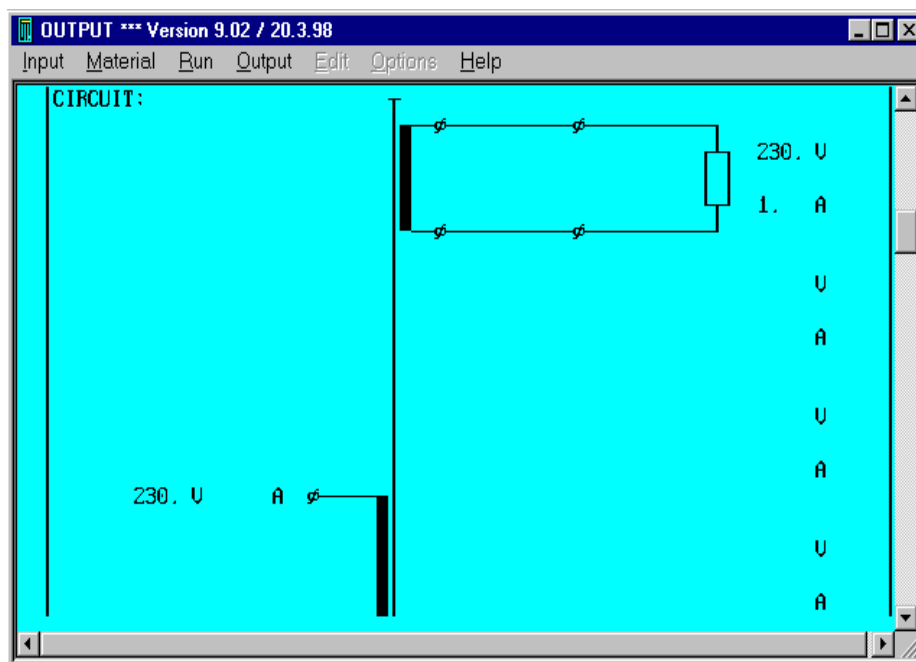 OUTPUT *** Version 9.02 / 20.3.98
Input Material Run Output Edit Options Help
CIRCUIT:
230. V
1. A
V
A
V
A
230. V A
V
A